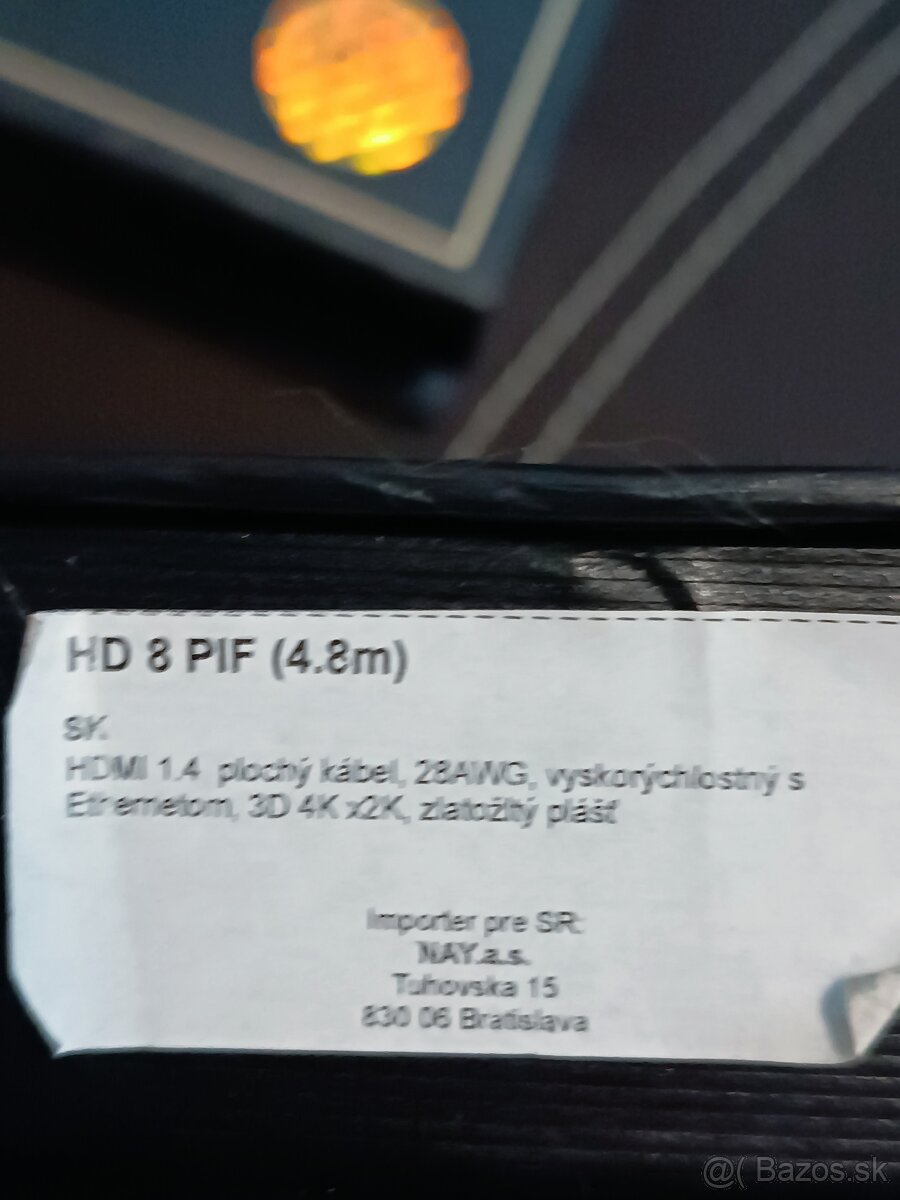 HD 8 PIF (4.8m)
SK
HDMI 1.4 plochý kábel, 28AWG, vyskorýchlostný s
Ethernetom, 3D 4K x2K, zlatožltý plášť
Importer pre SR:
NAY.a.s.
Tuhovska 15
830 06 Bratislava
@( Bazos.sk